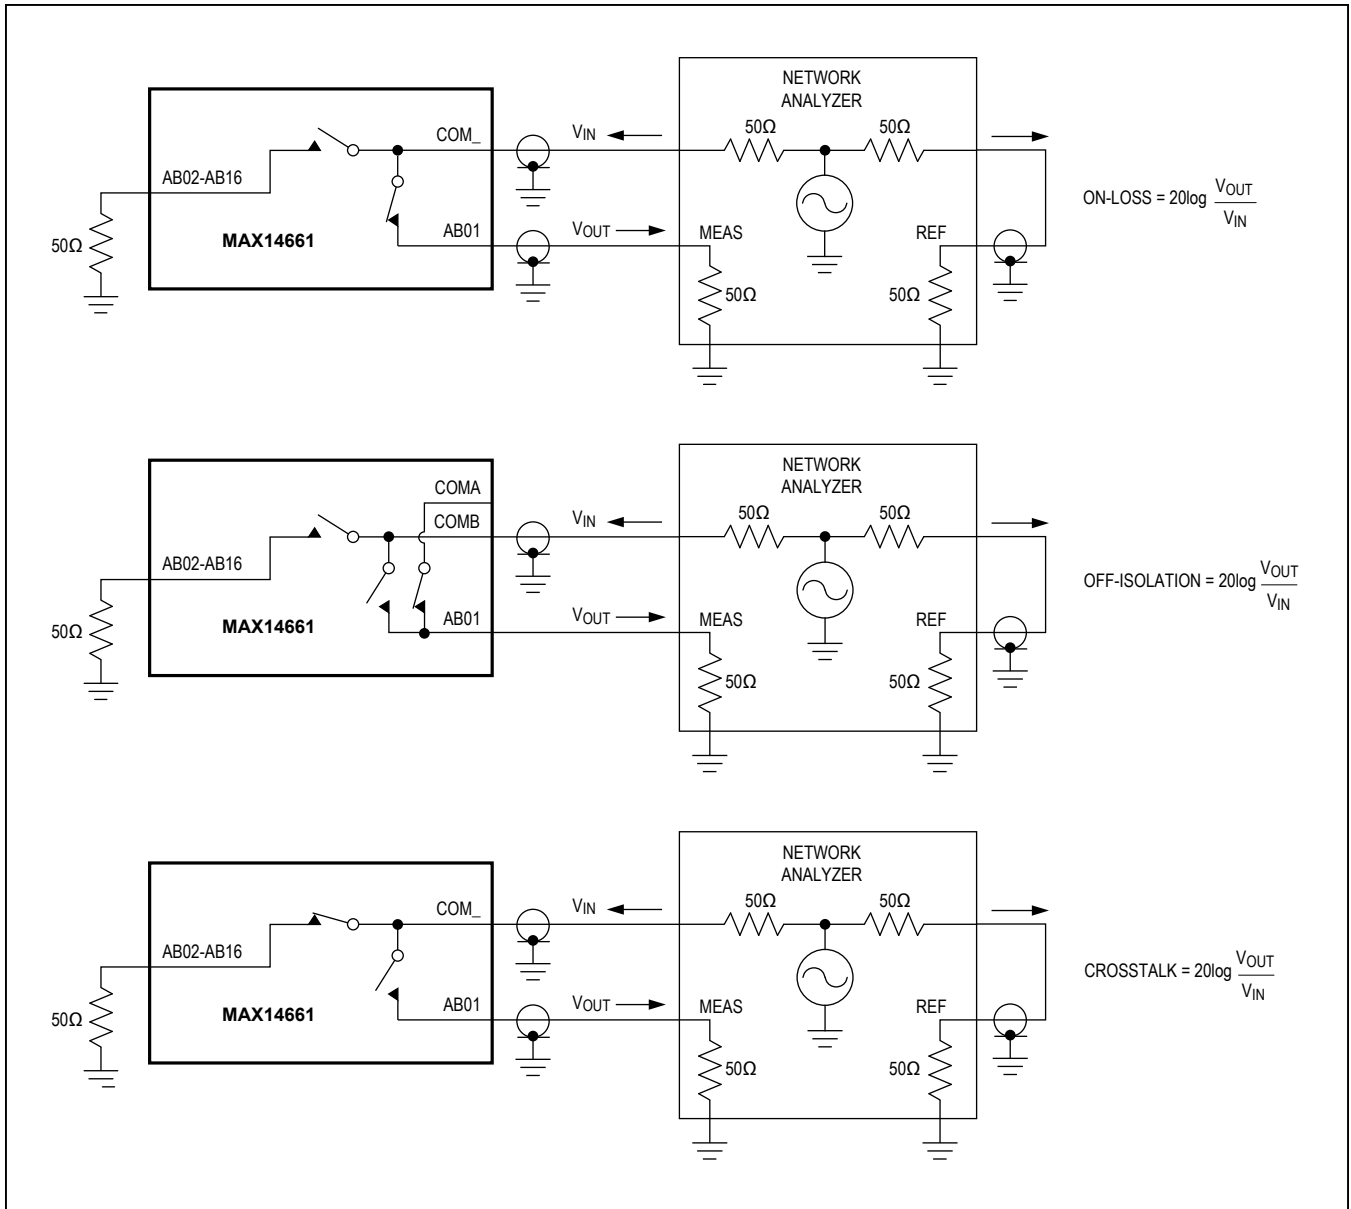 NETWORK
ANALYZER
50Ω
50Ω
COM_
VIN
AB02-AB16
ON-LOSS = 20log VOUT
VIN
AB01
VOUT
MEAS
REF
50Ω
MAX14661
50Ω
50Ω
NETWORK
ANALYZER
COMA
50Ω
50Ω
COMB
VIN
AB02-AB16
OFF-ISOLATION = 20log VOUT
VIN
AB01
VOUT
MEAS
REF
50Ω
MAX14661
50Ω
50Ω
NETWORK
ANALYZER
50Ω
50Ω
COM_
VIN
AB02-AB16
CROSSTALK = 20log VOUT
VIN
AB01
VOUT
MEAS
REF
50Ω
MAX14661
50Ω
50Ω